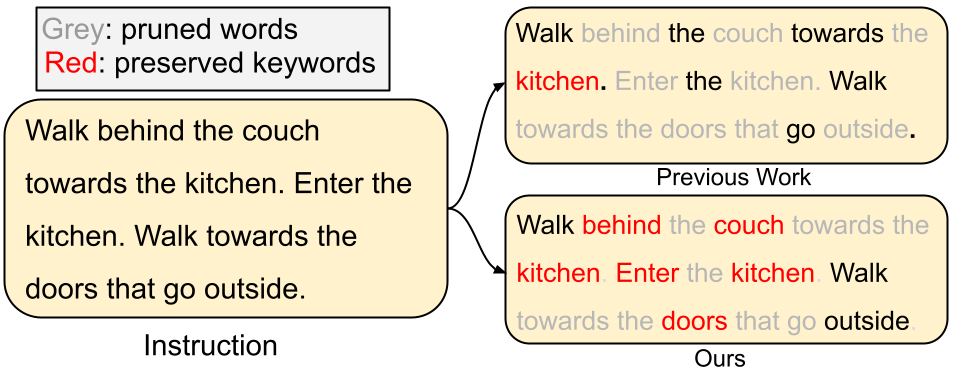 Grey: pruned words
Red: preserved keywords
Walk behind the couch
towards the kitchen. Enter the
kitchen. Walk towards the
doors that go outside.
Instruction
Walk behind the couch towards the
kitchen. Enter the kitchen. Walk
towards the doors that go outside.
Previous Work
Walk behind the couch towards the
kitchen. Enter the kitchen. Walk
towards the doors that go outside.
Ours